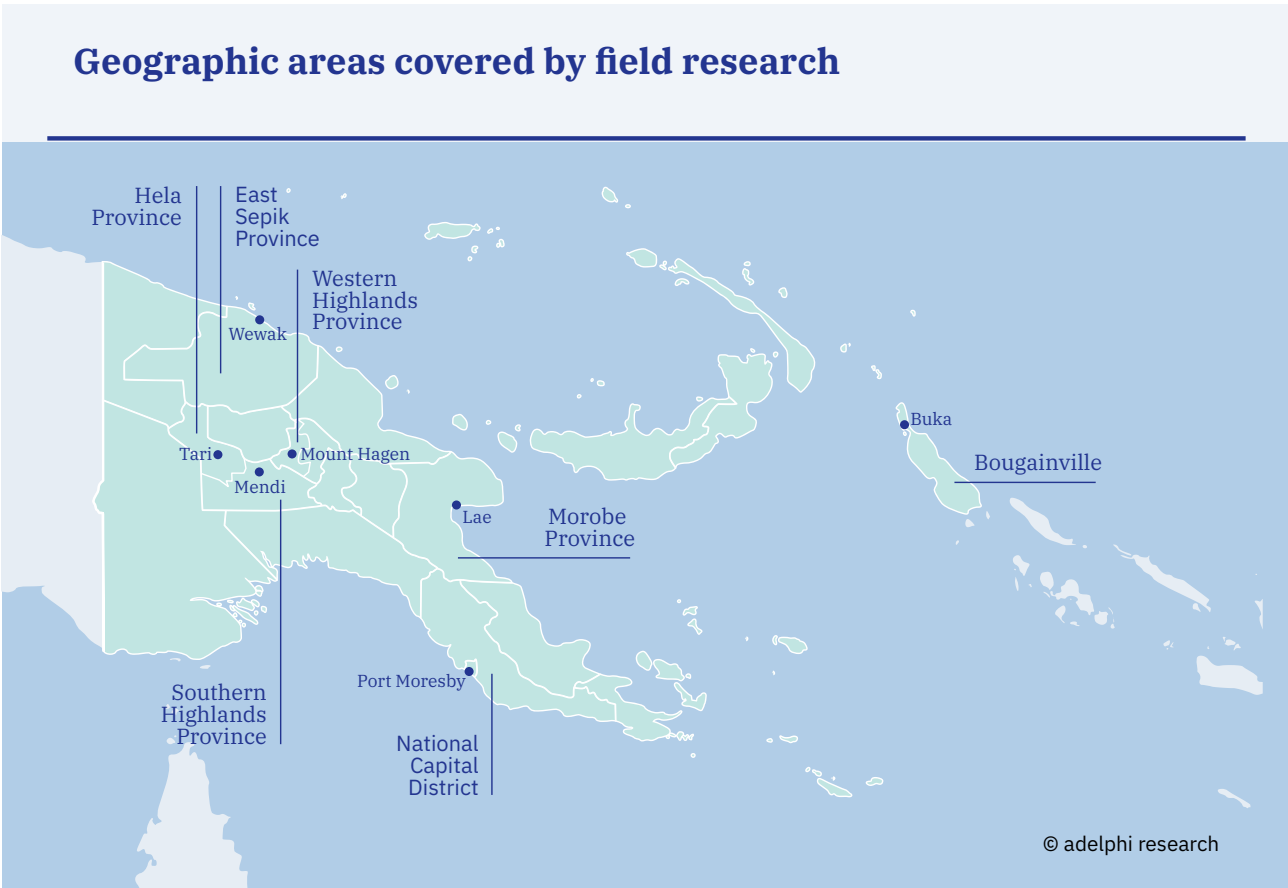 Geographic areas covered by field research
Hela
Province
East
Sepik
Province
Western
Highlands
Province
Wewak
Buka
Tari
Mount Hagen
Bougainville
Mendi
Lae
Morobe
Province
Port Moresby
Southern
Highlands
Province
National
Capital
District
© adelphi research